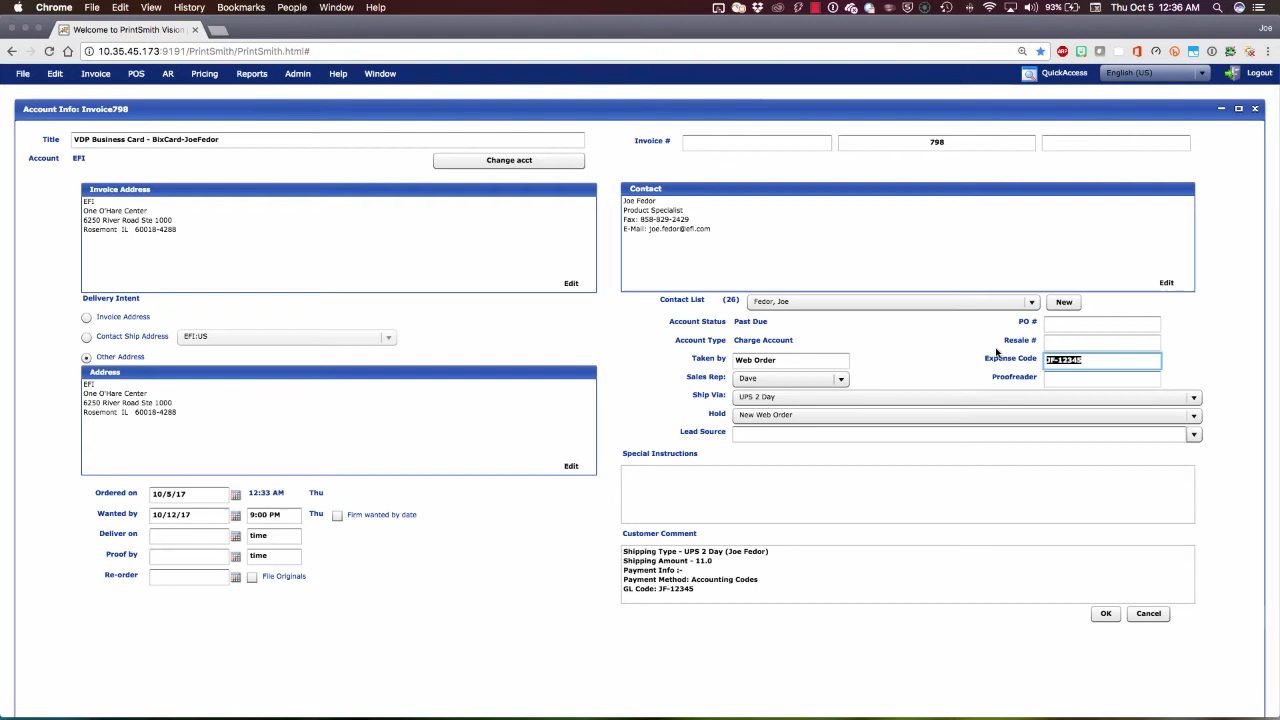 Chrome File Edit View History Bookmarks People Window Help
93% Thu Oct 5 12:36 AM
Welcome to PrintSmith Vision
Joe
10.35.45.173:9191/PrintSmith/PrintSmith.html#
File Edit Invoice POS AR Pricing Reports Admin Help Window
QuickAccess English (US) Logout
Account Info: Invoice798
Title VDP Business Card - BixCard-JoeFedor
Invoice # 798
Account EFI
Change acct
Invoice Address
EFI
One O'Hare Center
6250 River Road Ste 1000
Rosemont IL 60018-4288
Edit
Contact
Joe Fedor
Product Specialist
Fax: 858-829-2429
E-Mail: joe.fedor@efi.com
Edit
Delivery Intent
Invoice Address
Contact Ship Address EFI:US
Other Address
Address
EFI
One O'Hare Center
6250 River Road Ste 1000
Rosemont IL 60018-4288
Edit
Contact List (26) Fedor, Joe New
Account Status Past Due PO #
Account Type Charge Account Resale #
Taken by Web Order Expense Code JF-12345
Sales Rep: Dave Proofreader
Ship Via: UPS 2 Day
Hold New Web Order
Lead Source
Special Instructions
Ordered on 10/5/17 12:33 AM Thu
Wanted by 10/12/17 9:00 PM Thu Firm wanted by date
Deliver on time
Proof by time
Re-order File Originals
Customer Comment
Shipping Type - UPS 2 Day (Joe Fedor)
Shipping Amount - 11.0
Payment Info :-
Payment Method: Accounting Codes
GL Code: JF-12345
OK Cancel